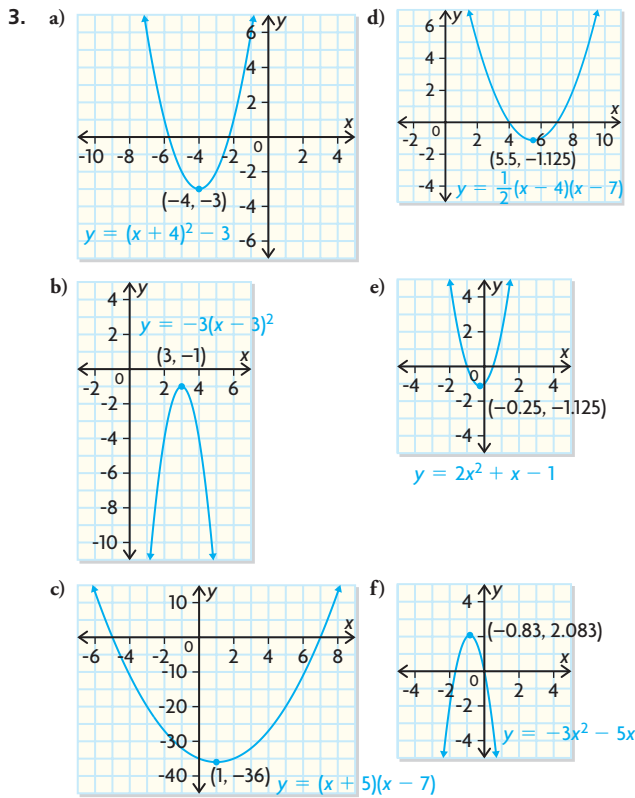 3. a)
y
6
4
2
x
-10 -8 -6 -4 -2 0 2 4
(-4, -3)
-4
-6
y = (x + 4)² - 3
b)
y
4
2
y = -3(x - 3)²
(3, -1)
x
-2 0 2 4 6
-2
-4
-6
-8
-10
c)
y
10
x
-6 -4 -2 0 2 4 6 8
-10
-20
-30
-40
(1, -36)
y = (x + 5)(x - 7)
d)
y
6
4
2
x
-2 0 2 4 6 8 10
-2
(5.5, -1.125)
-4
y = 1/2(x - 4)(x - 7)
e)
y
4
2
x
-4 -2 0 2 4
-2
(-0.25, -1.125)
-4
y = 2x² + x - 1
f)
y
4
(-0.83, 2.083)
x
-4 -2 0 2 4
-2
-4
y = -3x² - 5x